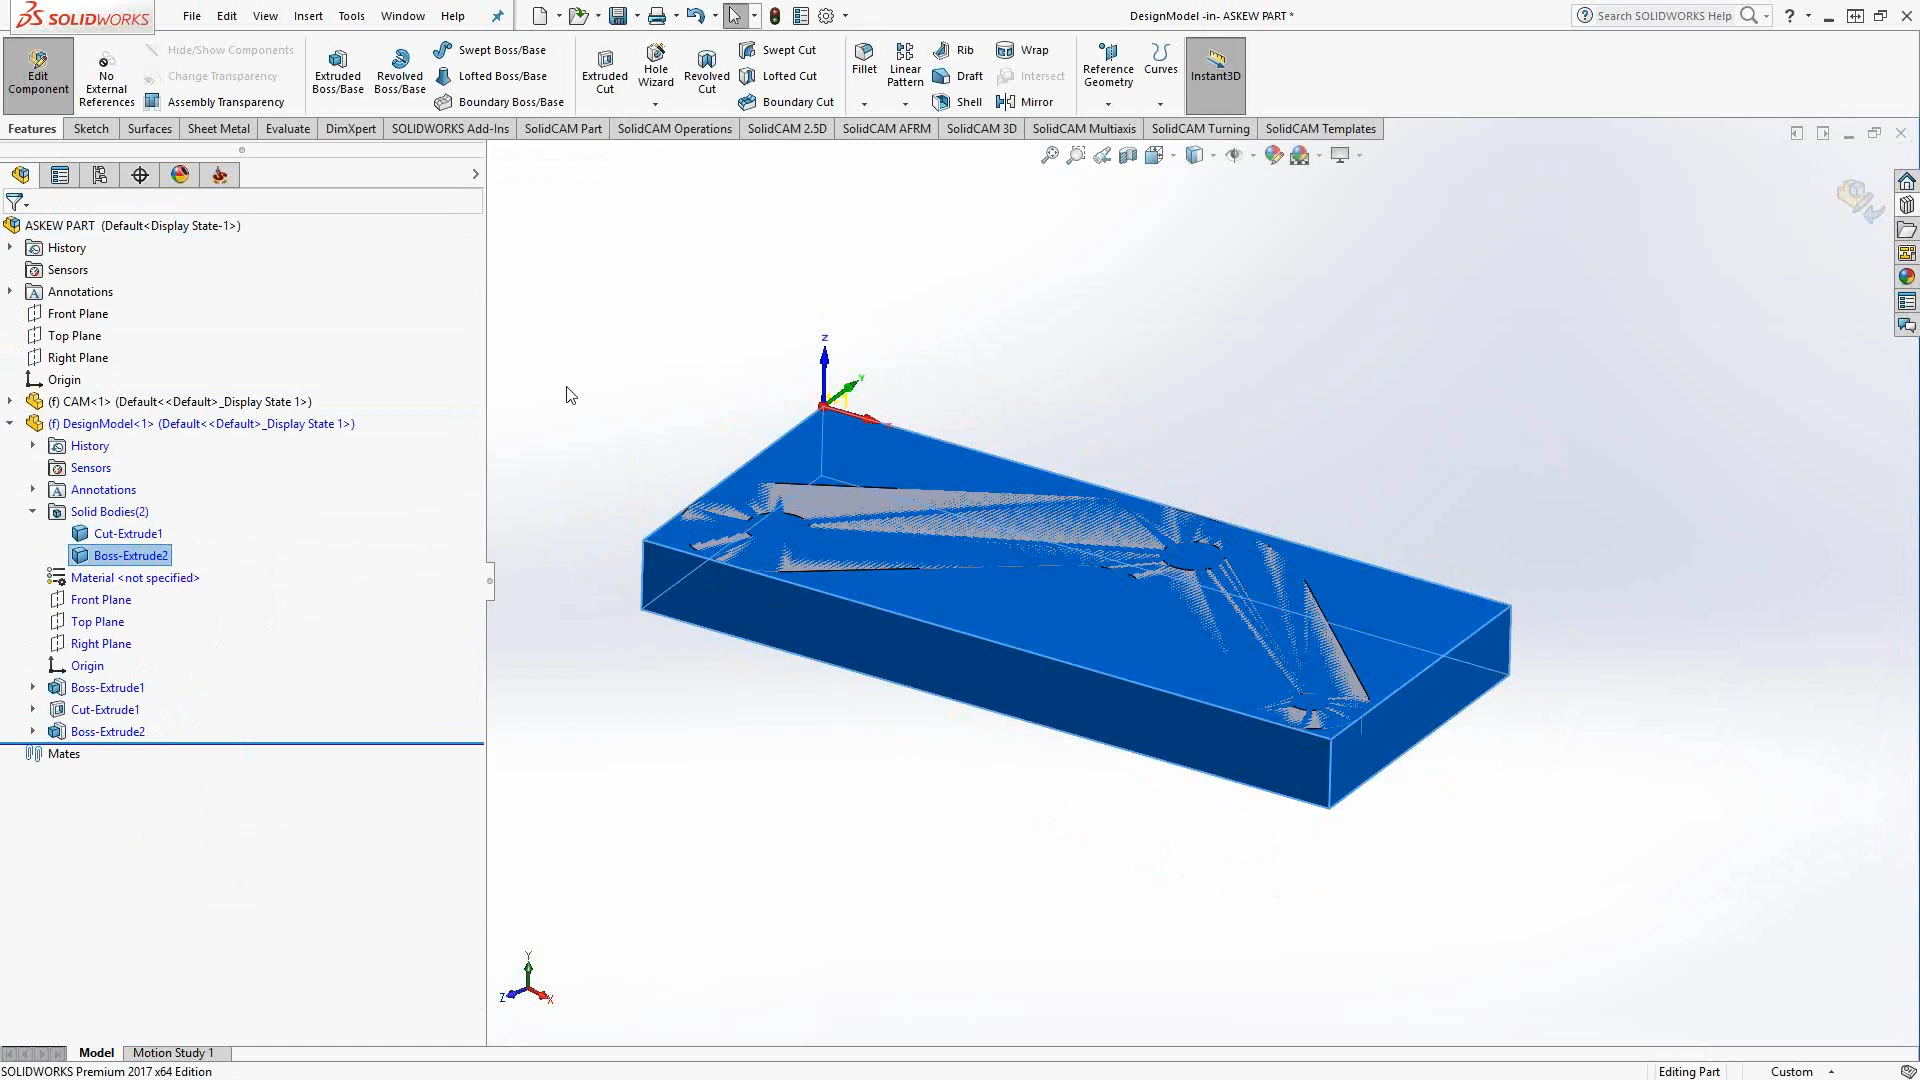 SOLIDWORKS
File Edit View Insert Tools Window Help
DesignModel -in- ASKEW PART *
Search SOLIDWORKS Help
Edit Component
No External References
Hide/Show Components
Change Transparency
Assembly Transparency
Extruded Boss/Base
Revolved Boss/Base
Swept Boss/Base
Lofted Boss/Base
Boundary Boss/Base
Extruded Cut
Hole Wizard
Revolved Cut
Swept Cut
Lofted Cut
Boundary Cut
Fillet
Linear Pattern
Rib
Draft
Shell
Wrap
Intersect
Mirror
Reference Geometry
Curves
Instant3D
Features Sketch Surfaces Sheet Metal Evaluate DimXpert SOLIDWORKS Add-Ins SolidCAM Part SolidCAM Operations SolidCAM 2.5D SolidCAM AFRM SolidCAM 3D SolidCAM Multiaxis SolidCAM Turning SolidCAM Templates
ASKEW PART (Default<Display State-1>)
History
Sensors
Annotations
Front Plane
Top Plane
Right Plane
Origin
(f) CAM<1> (Default<<Default>_Display State 1>)
(f) DesignModel<1> (Default<<Default>_Display State 1>)
History
Sensors
Annotations
Solid Bodies(2)
Cut-Extrude1
Boss-Extrude2
Material <not specified>
Front Plane
Top Plane
Right Plane
Origin
Boss-Extrude1
Cut-Extrude1
Boss-Extrude2
Mates
Z
Y
Y
Z
X
Model Motion Study 1
SOLIDWORKS Premium 2017 x64 Edition
Editing Part
Custom